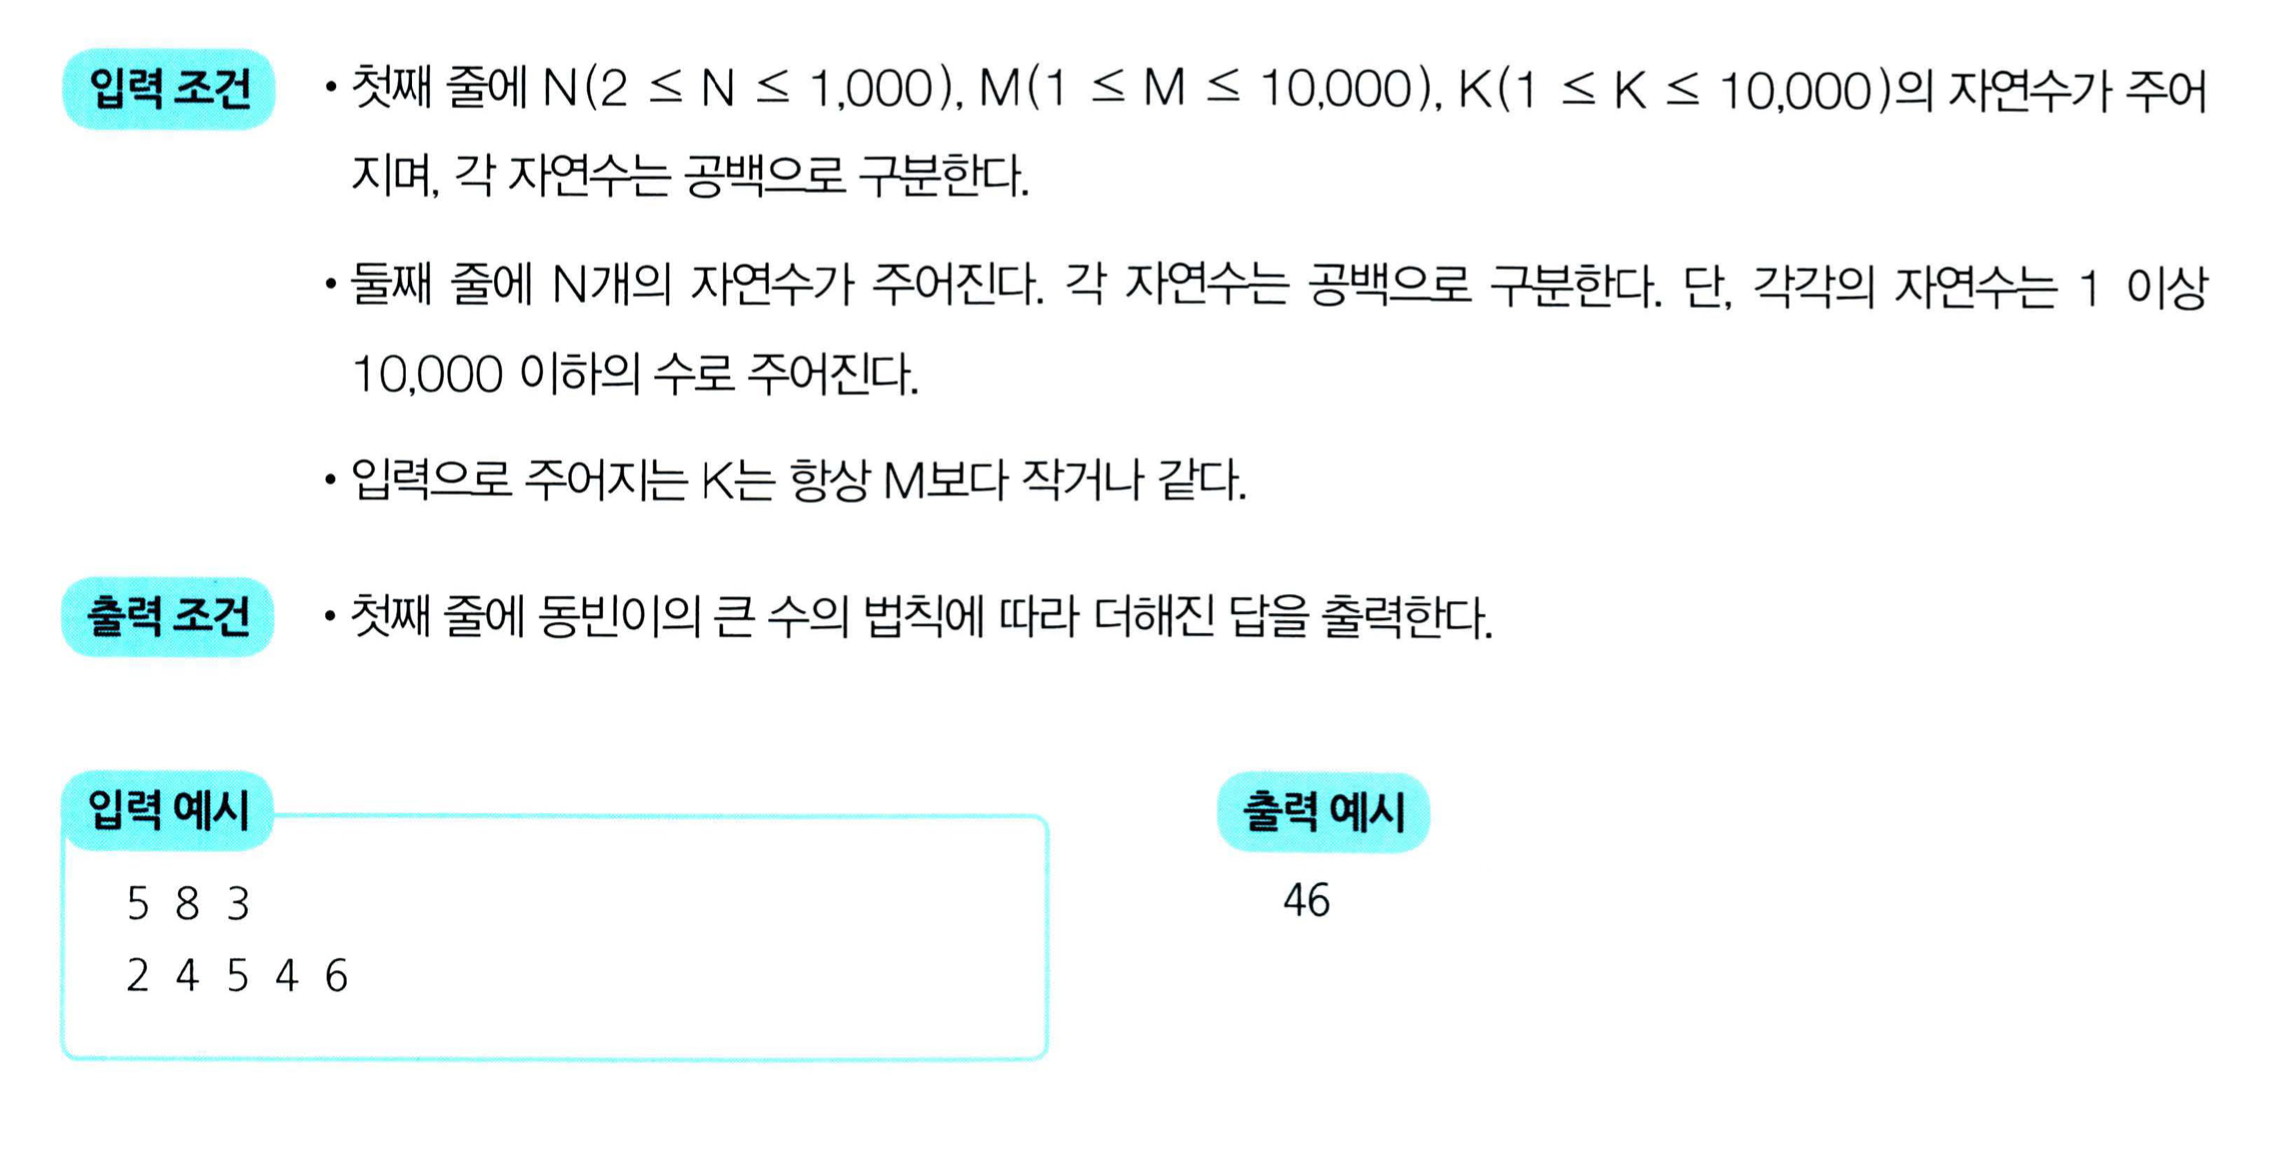 입력 조건
• 첫째 줄에 N(2 ≤ N ≤ 1,000), M(1 ≤ M ≤ 10,000), K(1 ≤ K ≤ 10,000)의 자연수가 주어
지며, 각 자연수는 공백으로 구분한다.
• 둘째 줄에 N개의 자연수가 주어진다. 각 자연수는 공백으로 구분한다. 단, 각각의 자연수는 1 이상
10,000 이하의 수로 주어진다.
• 입력으로 주어지는 K는 항상 M보다 작거나 같다.
출력 조건
• 첫째 줄에 동빈이의 큰 수의 법칙에 따라 더해진 답을 출력한다.
입력 예시
5 8 3
2 4 5 4 6
출력 예시
46